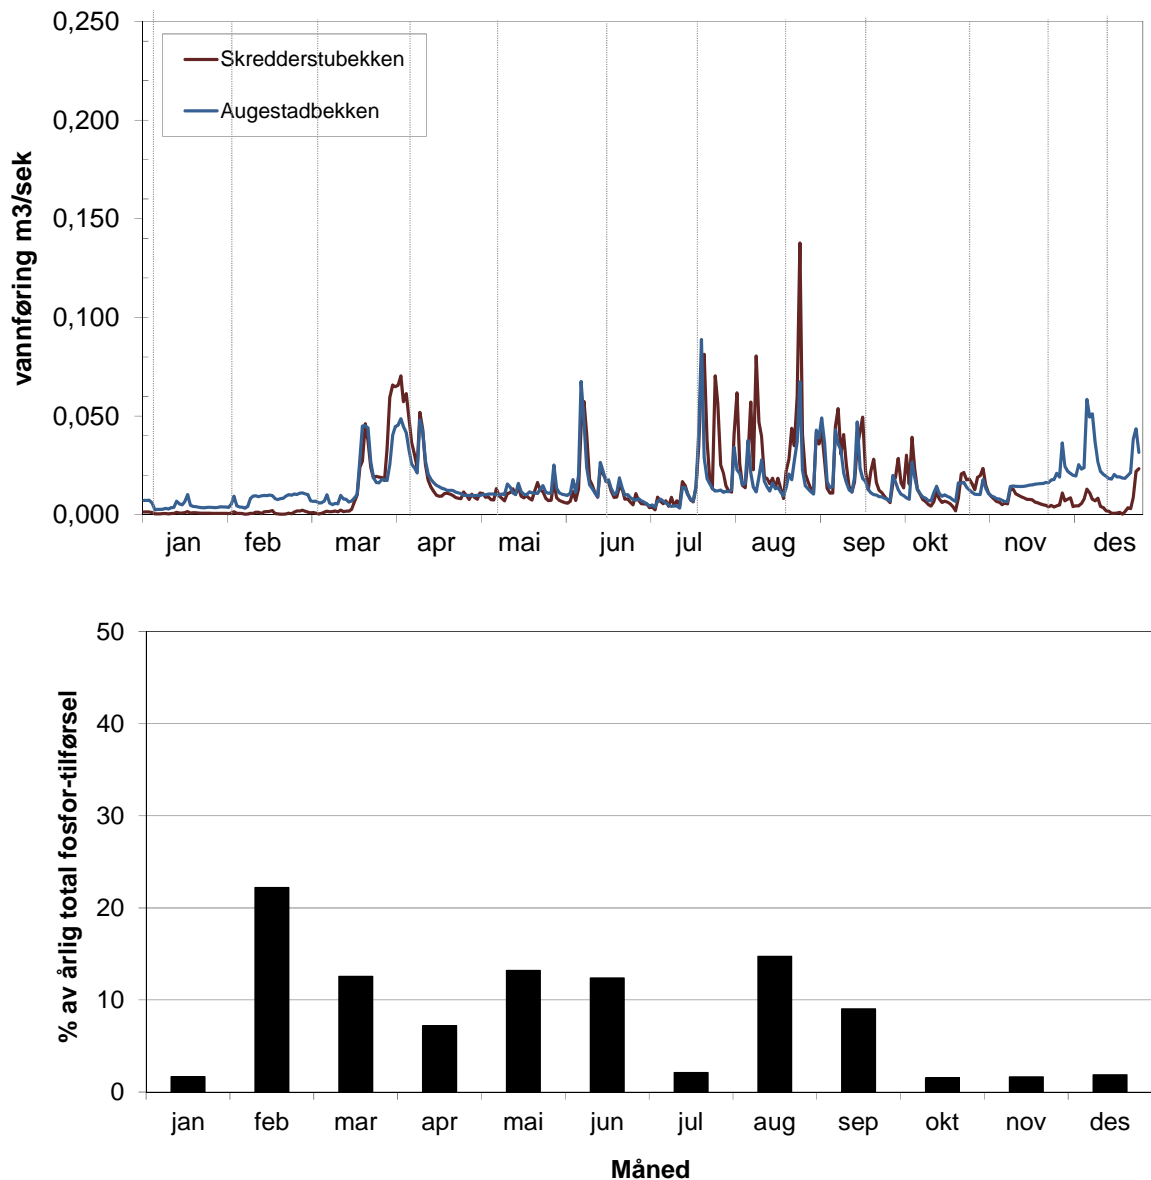 0,250
0,200
0,150
0,100
0,050
0,000
vannføring m3/sek
Skredderstubekken
Augestadbekken
jan feb mar apr mai jun jul aug sep okt nov des
50
40
30
20
10
0
% av årlig total fosfor-tilførsel
jan feb mar apr mai jun jul aug sep okt nov des
Måned